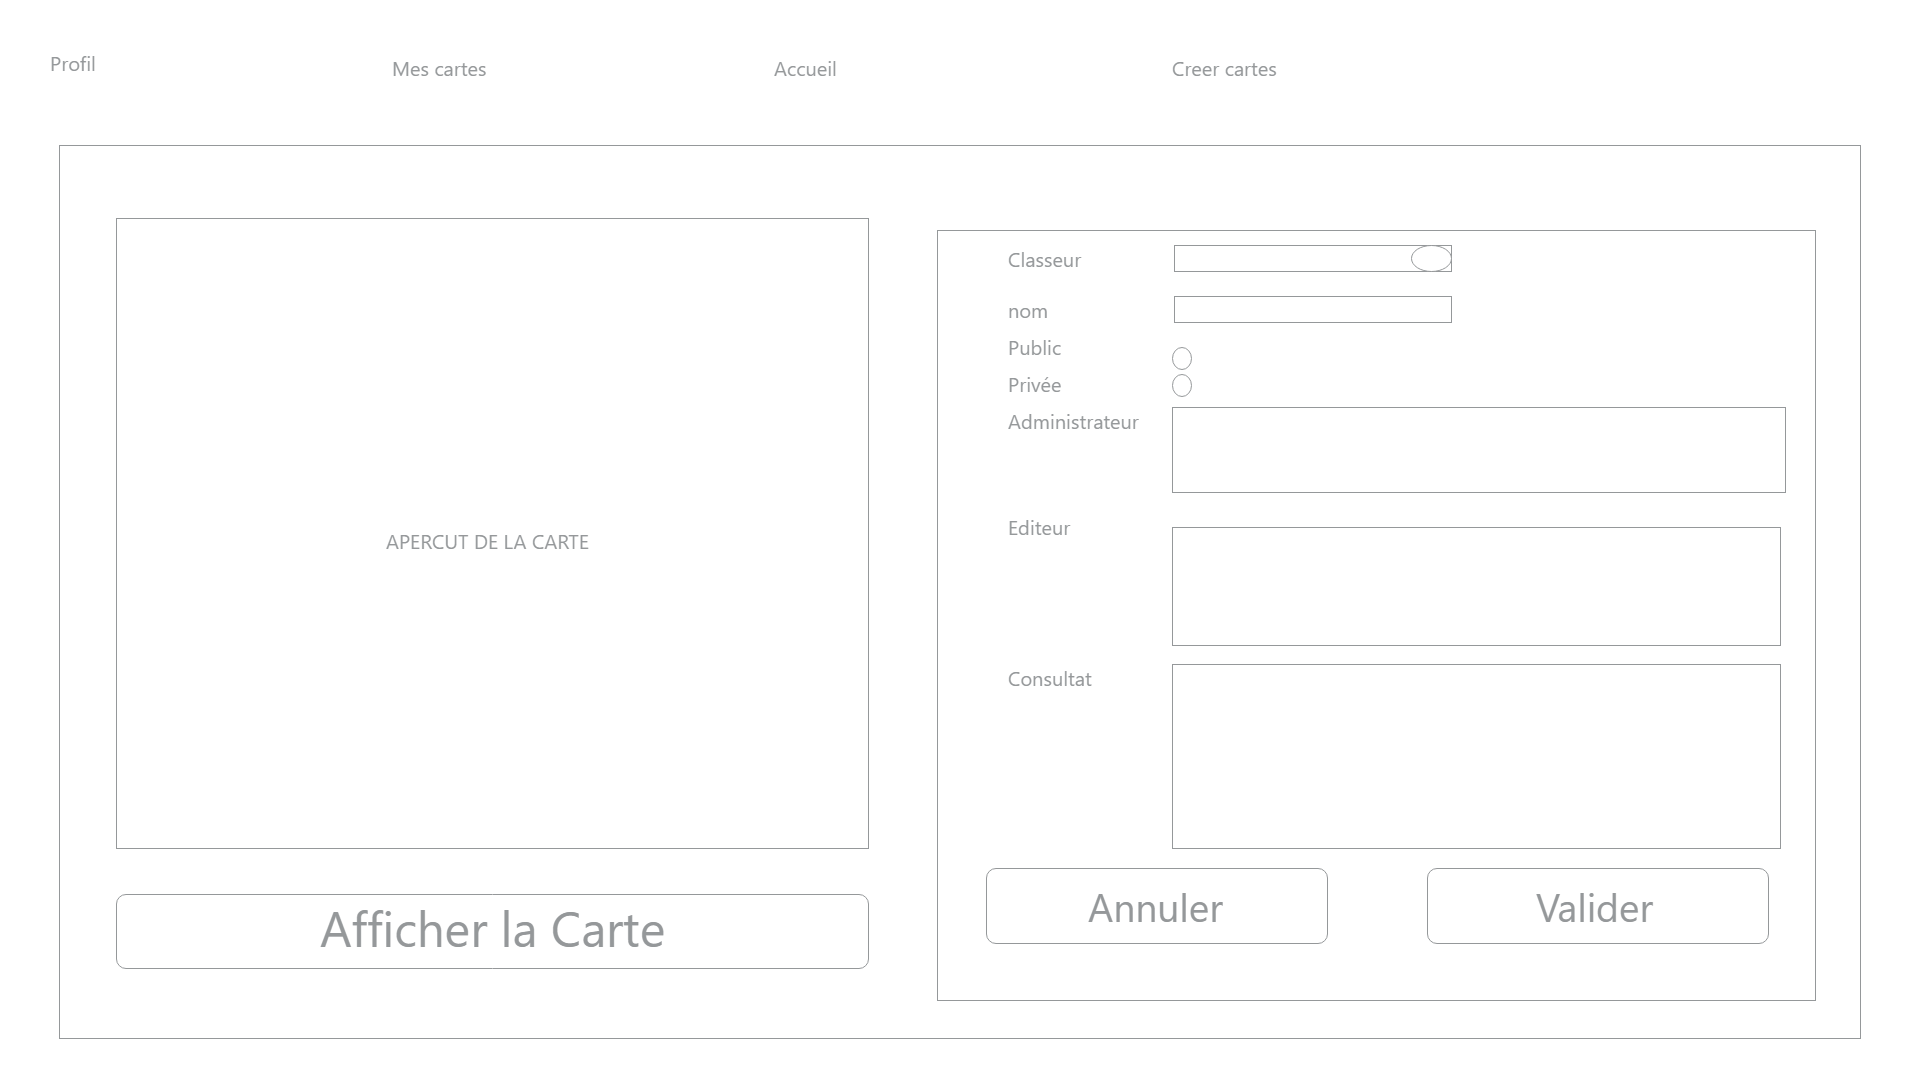 Profil
Mes cartes
Accueil
Creer cartes
APERCUT DE LA CARTE
Afficher la Carte
Classeur
nom
Public
Privée
Administrateur
Editeur
Consultat
Annuler
Valider